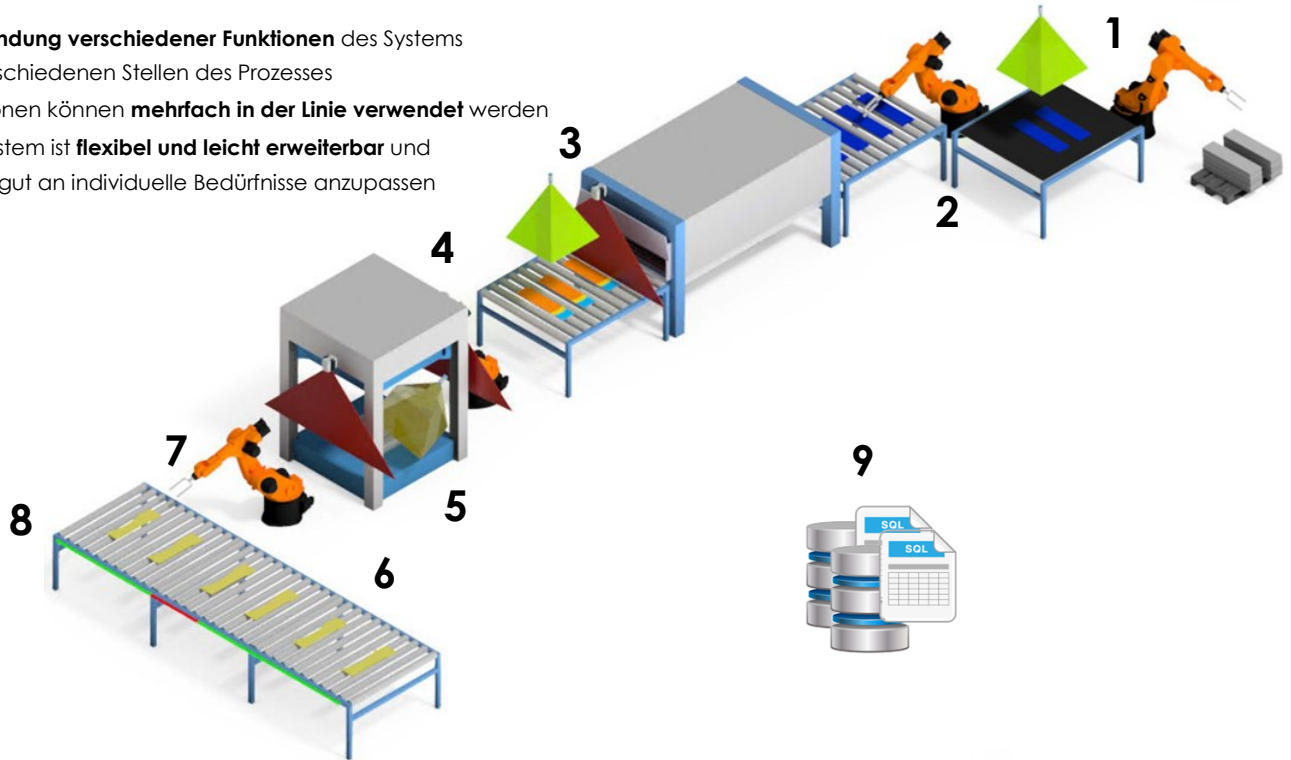 ndung verschiedener Funktionen des Systems
schiedenen Stellen des Prozesses
onen können mehrfach in der Linie verwendet werden
stem ist flexibel und leicht erweiterbar und
gut an individuelle Bedürfnisse anzupassen
1
2
3
4
5
6
7
8
9
SQL
SQL